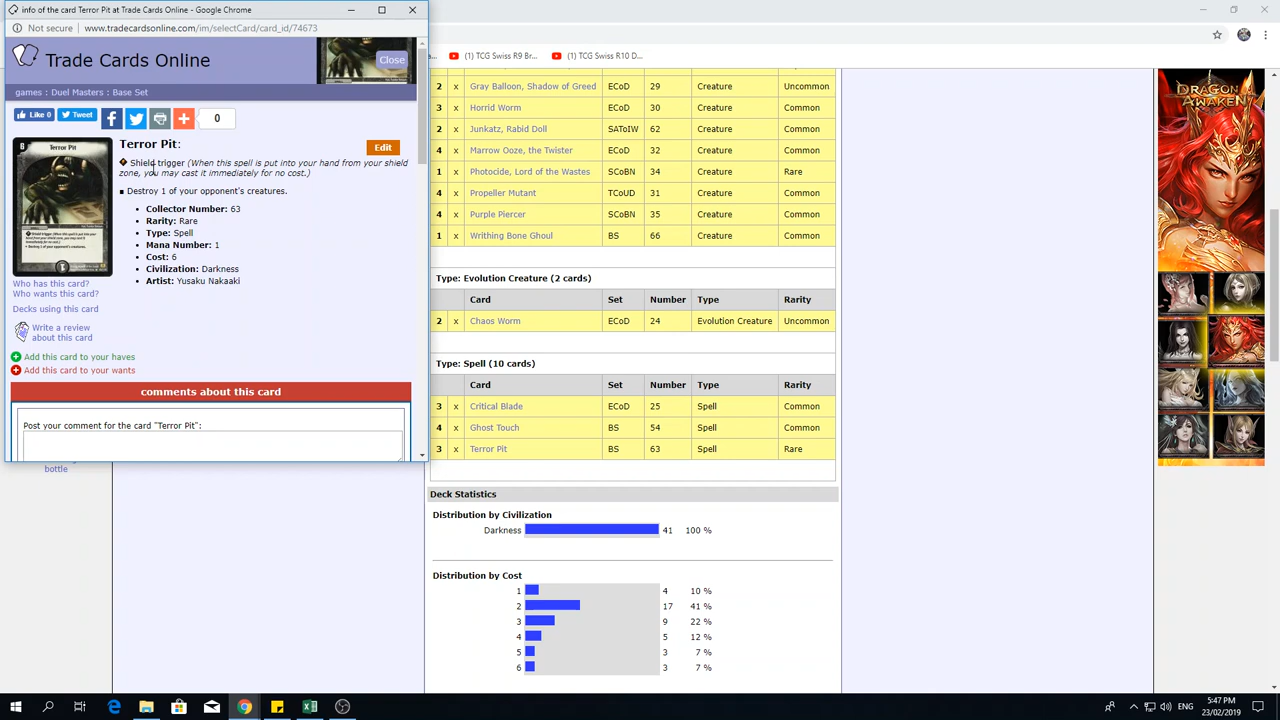 info of the card Terror Pit at Trade Cards Online - Google Chrome
Not secure | www.tradecardsonline.com/im/selectCard/card_id/74673
Trade Cards Online
Close
games : Duel Masters : Base Set
Like 0
Tweet
0
Terror Pit:
Edit
Shield trigger (When this spell is put into your hand from your shield
zone, you may cast it immediately for no cost.)
Destroy 1 of your opponent's creatures.
Collector Number: 63
Rarity: Rare
Type: Spell
Mana Number: 1
Cost: 6
Civilization: Darkness
Artist: Yusaku Nakaaki
6
Terror Pit
Who has this card?
Who wants this card?
Decks using this card
Write a review
about this card
Add this card to your haves
Add this card to your wants
comments about this card
Post your comment for the card "Terror Pit":
bottle
(1) TCG Swiss R9 Br...
(1) TCG Swiss R10 D...
2 x Gray Balloon, Shadow of Greed ECoD 29 Creature Uncommon
3 x Horrid Worm ECoD 30 Creature Common
2 x Junkatz, Rabid Doll SAToIW 62 Creature Common
4 x Marrow Ooze, the Twister ECoD 32 Creature Common
1 x Photocide, Lord of the Wastes SCoBN 34 Creature Rare
4 x Propeller Mutant TCoUD 31 Creature Common
4 x Purple Piercer SCoBN 35 Creature Common
1 x Writhing Bone Ghoul BS 66 Creature Common
Type: Evolution Creature (2 cards)
Card Set Number Type Rarity
2 x Chaos Worm ECoD 24 Evolution Creature Uncommon
Type: Spell (10 cards)
Card Set Number Type Rarity
3 x Critical Blade ECoD 25 Spell Common
4 x Ghost Touch BS 54 Spell Common
3 x Terror Pit BS 63 Spell Rare
Deck Statistics
Distribution by Civilization
Darkness 41 100 %
Distribution by Cost
1 4 10 %
2 17 41 %
3 9 22 %
4 5 12 %
5 3 7 %
6 3 7 %
DRAGON
AWAKEN
ENG
5:47 PM
23/02/2019